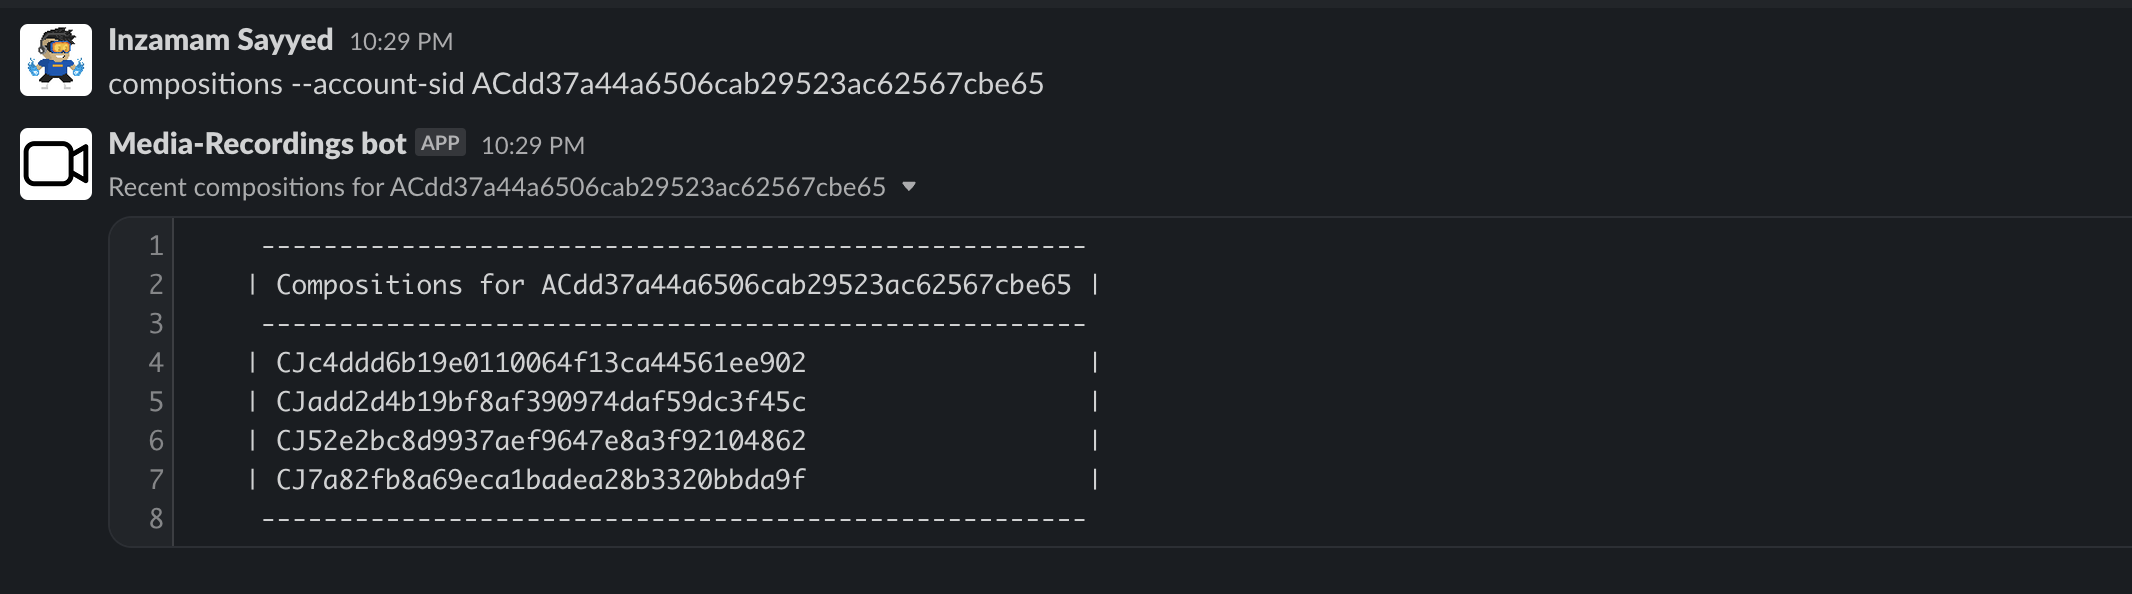 Inzamam Sayyed 10:29 PM
compositions --account-sid ACdd37a44a6506cab29523ac62567cbe65
Media-Recordings bot APP 10:29 PM
Recent compositions for ACdd37a44a6506cab29523ac62567cbe65
1 -----------------------------------------------------
2 | Compositions for ACdd37a44a6506cab29523ac62567cbe65 |
3 -----------------------------------------------------
4 | CJc4ddd6b19e0110064f13ca44561ee902 |
5 | CJadd2d4b19bf8af390974daf59dc3f45c |
6 | CJ52e2bc8d9937aef9647e8a3f92104862 |
7 | CJ7a82fb8a69eca1badea28b3320bbda9f |
8 -----------------------------------------------------